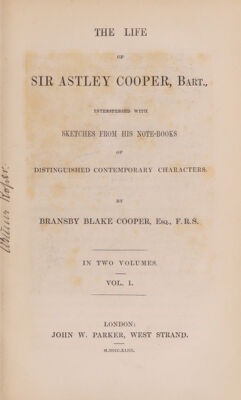 THE LIFE
OF
SIR ASTLEY COOPER, BART.,
INTERSPERSED WITH
SKETCHES FROM HIS NOTE-BOOKS
OF
DISTINGUISHED CONTEMPORARY CHARACTERS.
BY
BRANSBY BLAKE COOPER, ESQ., F.R.S.
IN TWO VOLUMES.
VOL. I.
LONDON:
JOHN W. PARKER, WEST STRAND.
M.DCCC.XLIII.